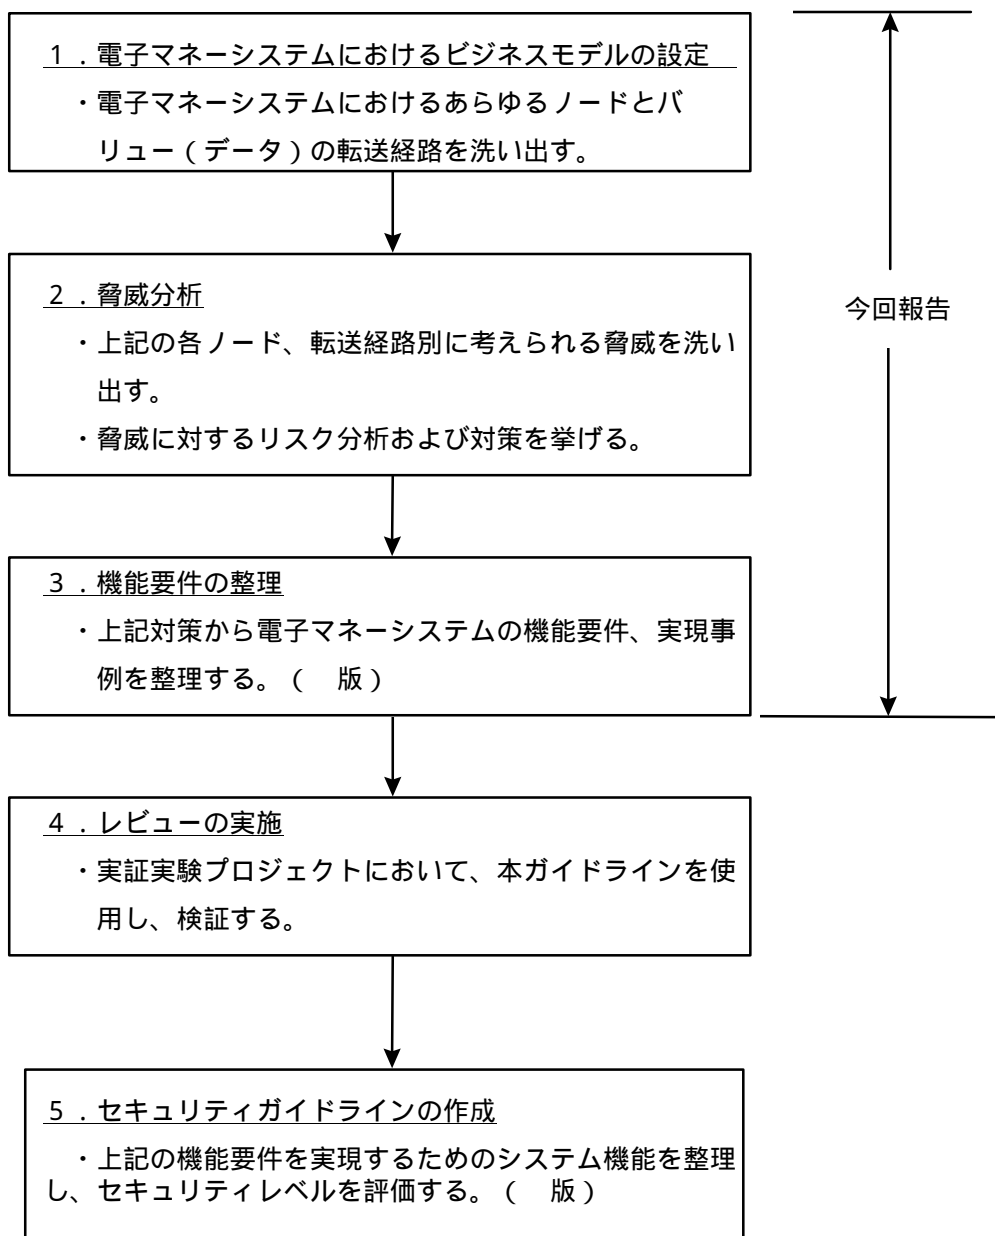 １．電子マネーシステムにおけるビジネスモデルの設定
・電子マネーシステムにおけるあらゆるノードとバ
リュー（データ）の転送経路を洗い出す。
２．脅威分析
・上記の各ノード、転送経路別に考えられる脅威を洗い
出す。
・脅威に対するリスク分析および対策を挙げる。
今回報告
３．機能要件の整理
・上記対策から電子マネーシステムの機能要件、実現事
例を整理する。（　版）
４．レビューの実施
・実証実験プロジェクトにおいて、本ガイドラインを使
用し、検証する。
５．セキュリティガイドラインの作成
・上記の機能要件を実現するためのシステム機能を整理
し、セキュリティレベルを評価する。（　版）